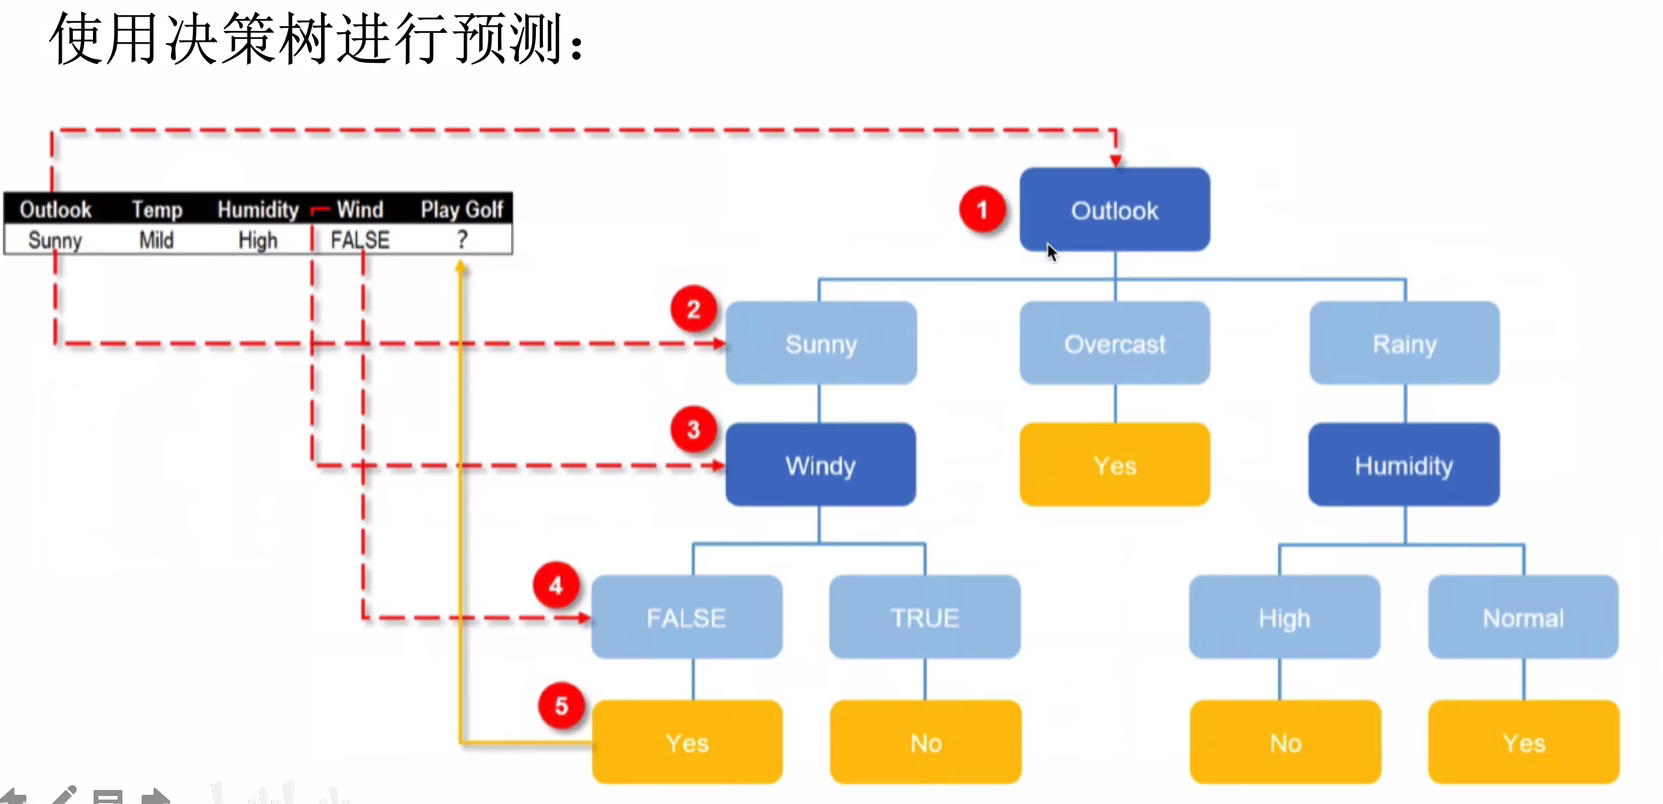 使用决策树进行预测：
Outlook Temp Humidity Wind Play Golf
Sunny Mild High FALSE ?
1
Outlook
2
Sunny Overcast Rainy
3
Windy Yes Humidity
4
FALSE TRUE High Normal
5
Yes No No Yes